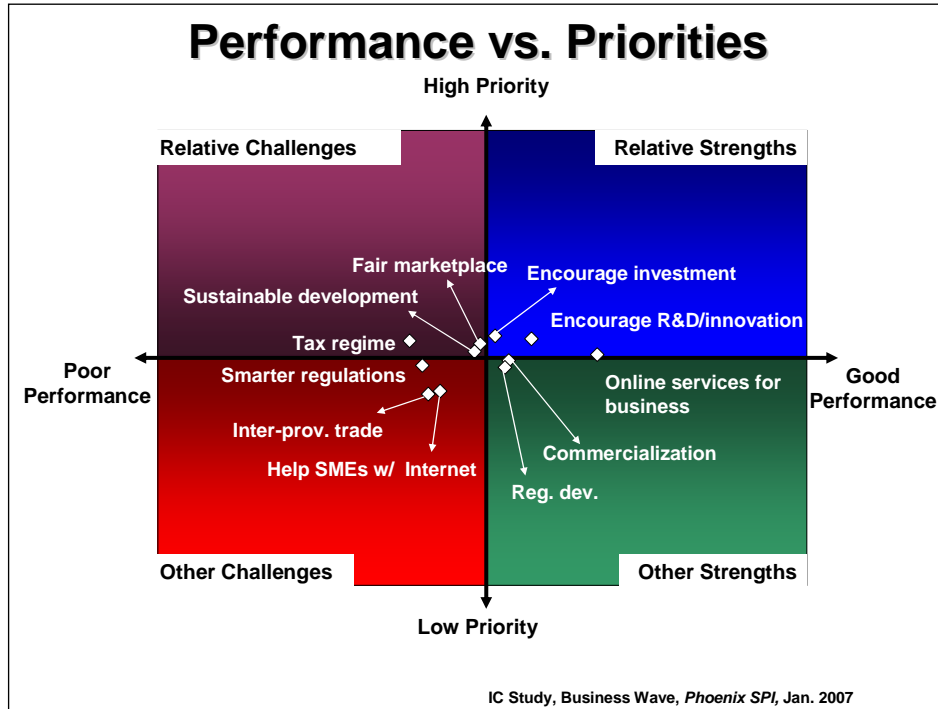 Performance vs. Priorities
High Priority
Relative Challenges
Relative Strengths
Fair marketplace
Encourage investment
Sustainable development
Encourage R&D/innovation
Tax regime
Poor
Performance
Smarter regulations
Online services for
business
Good
Performance
Inter-prov. trade
Commercialization
Help SMEs w/ Internet
Reg. dev.
Other Challenges
Other Strengths
Low Priority
IC Study, Business Wave, Phoenix SPI, Jan. 2007